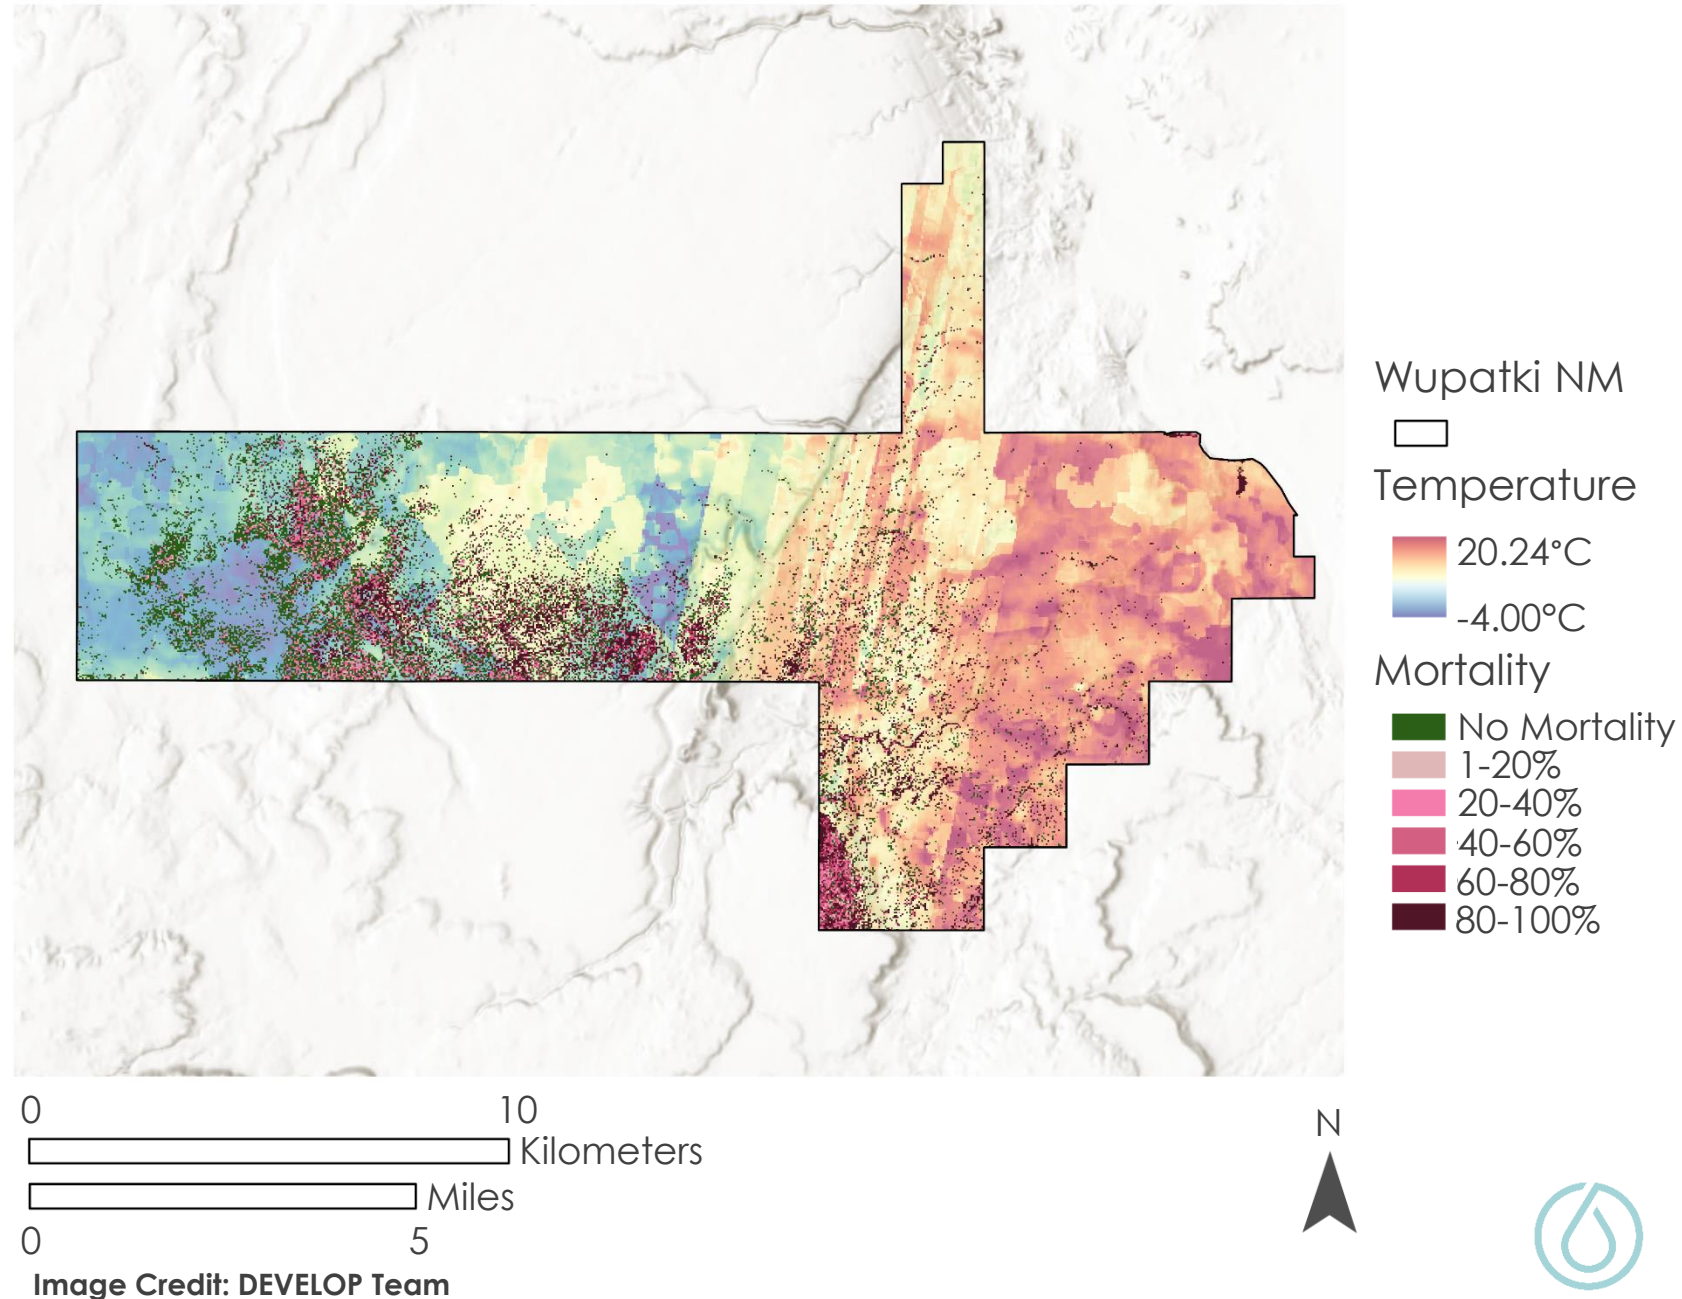 Wupatki NM
Temperature
20.24°C
-4.00°C
Mortality
No Mortality
1-20%
20-40%
40-60%
60-80%
80-100%
0 10
Kilometers
Miles
0 5
N
Image Credit: DEVELOP Team